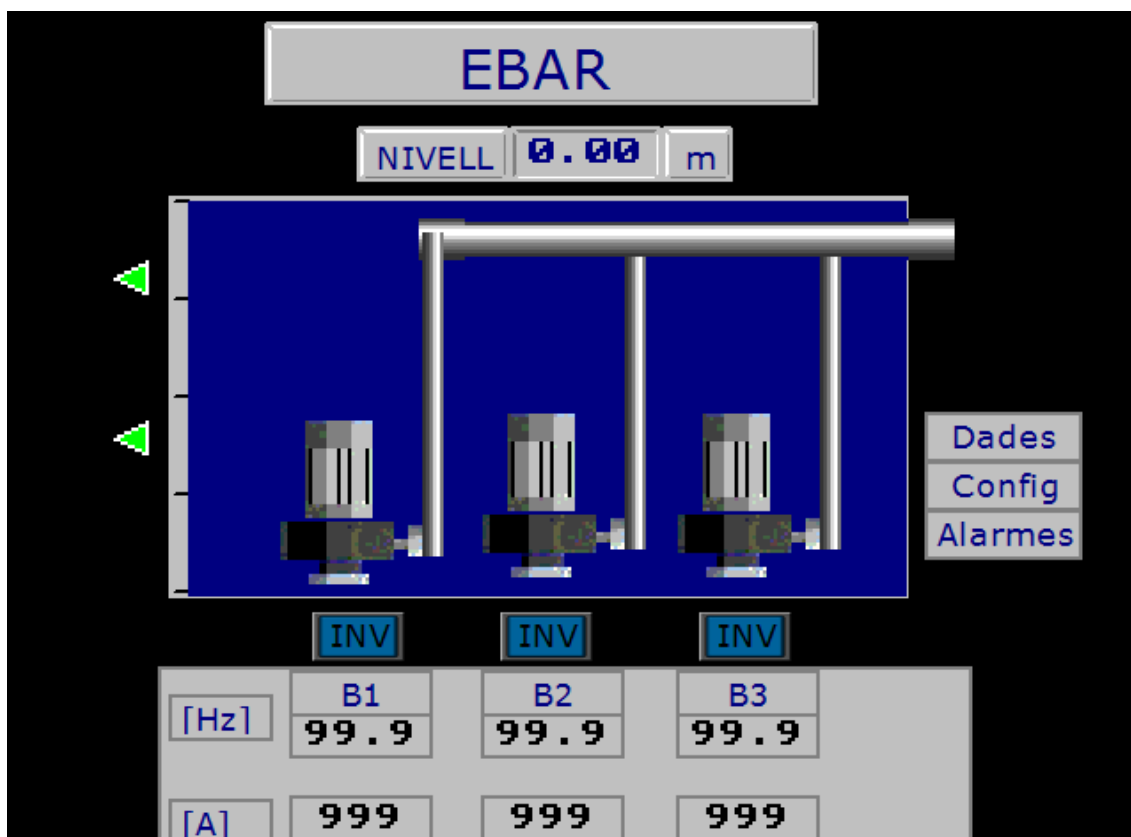 EBAR
NIVELL 0.00 m
Dades
Config
Alarmes
INV INV INV
B1 B2 B3
[Hz] 99.9 99.9 99.9
[A] 999 999 999